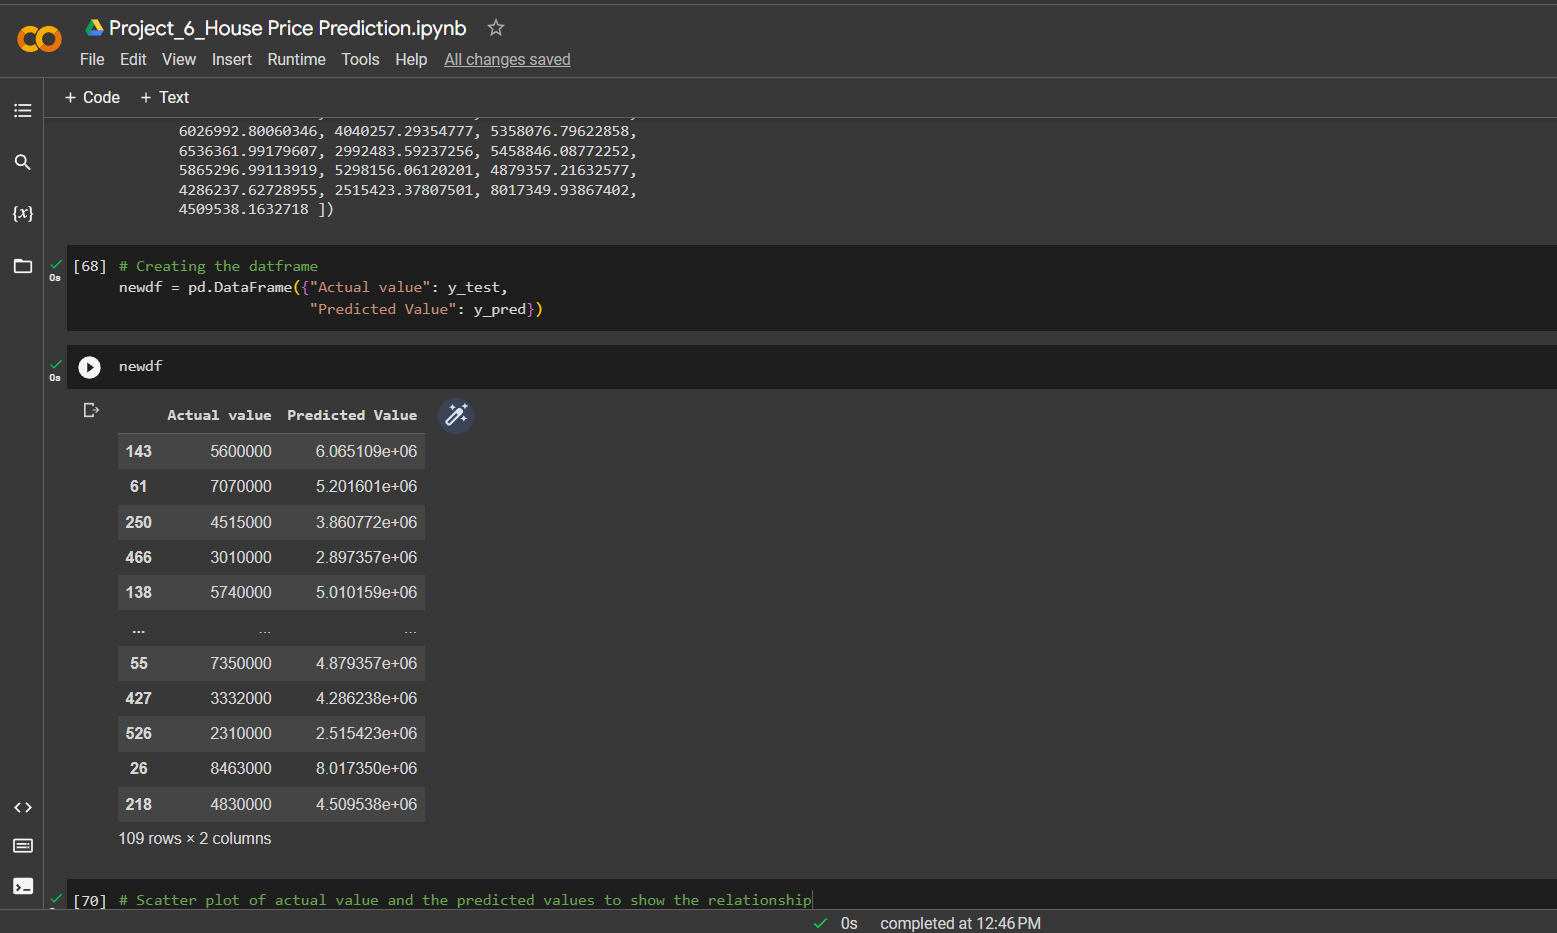 Project_6_House Price Prediction.ipynb
File Edit View Insert Runtime Tools Help All changes saved
+ Code + Text
6026992.80060346, 4040257.29354777, 5358076.79622858,
6536361.99179607, 2992483.59237256, 5458846.08772252,
5865296.99113919, 5298156.06120201, 4879357.21632577,
4286237.62728955, 2515423.37807501, 8017349.93867402,
4509538.1632718 ])
0s [68] # Creating the datframe
newdf = pd.DataFrame({"Actual value": y_test,
"Predicted Value": y_pred})
0s newdf
Actual value Predicted Value
143 5600000 6.065109e+06
61 7070000 5.201601e+06
250 4515000 3.860772e+06
466 3010000 2.897357e+06
138 5740000 5.010159e+06
... ... ...
55 7350000 4.879357e+06
427 3332000 4.286238e+06
526 2310000 2.515423e+06
26 8463000 8.017350e+06
218 4830000 4.509538e+06
109 rows × 2 columns
[70] # Scatter plot of actual value and the predicted values to show the relationship
0s completed at 12:46 PM